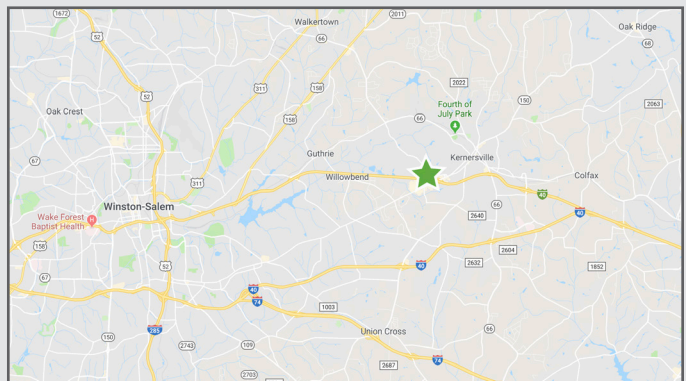 1672
2011
Walkertown
Oak Ridge
52
66
68
2022
311
158
52
150
2063
Fourth of
July Park
Oak Crest
66
158
67
Guthrie
Kernersville
Willowbend
Colfax
311
40
Winston-Salem
66
2640
40
Wake Forest
Baptist Health
H
158
2604
2632
40
1852
52
67
40
74
1003
285
Union Cross
66
150
2743
109
74
2687
2703